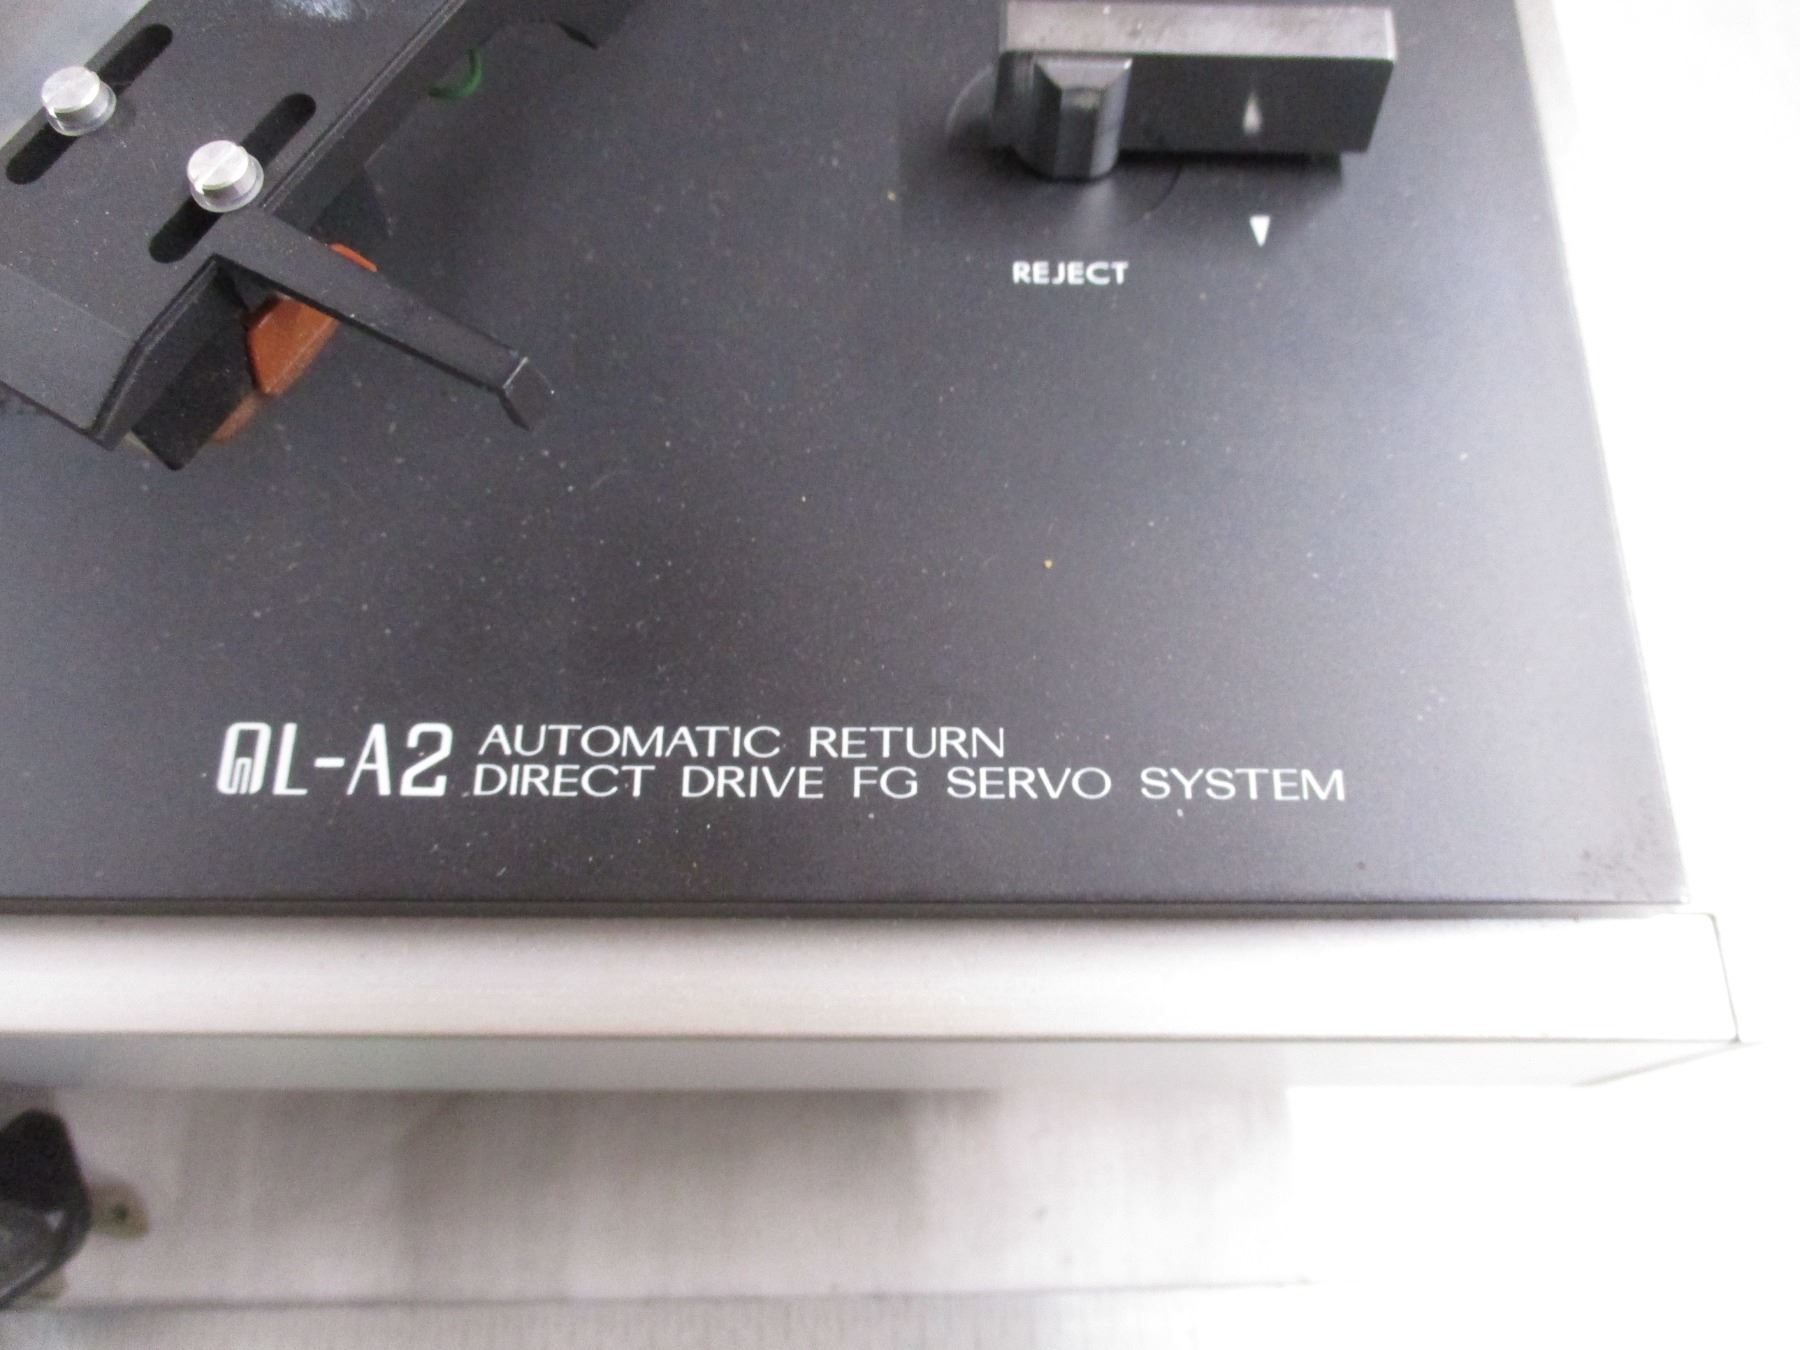 REJECT
QL-A2 AUTOMATIC RETURN
DIRECT DRIVE FG SERVO SYSTEM